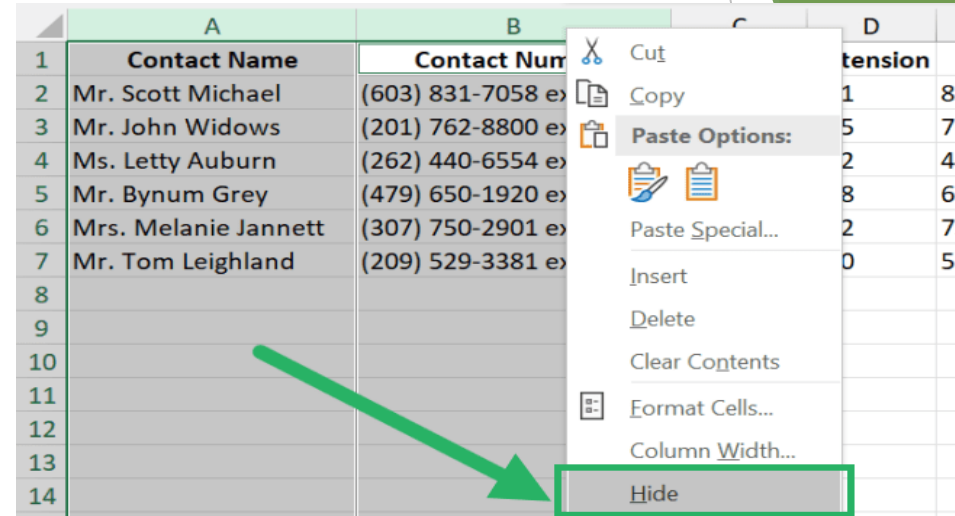 A B C D
1 Contact Name Contact Num tension
2 Mr. Scott Michael (603) 831-7058 ex 1 8
3 Mr. John Widows (201) 762-8800 ex 5 7
4 Ms. Letty Auburn (262) 440-6554 ex 2 4
5 Mr. Bynum Grey (479) 650-1920 ex 8 6
6 Mrs. Melanie Jannett (307) 750-2901 ex 2 7
7 Mr. Tom Leighland (209) 529-3381 ex 0 5
8
9
10
11
12
13
14
Cut
Copy
Paste Options:
Paste Special...
Insert
Delete
Clear Contents
Format Cells...
Column Width...
Hide